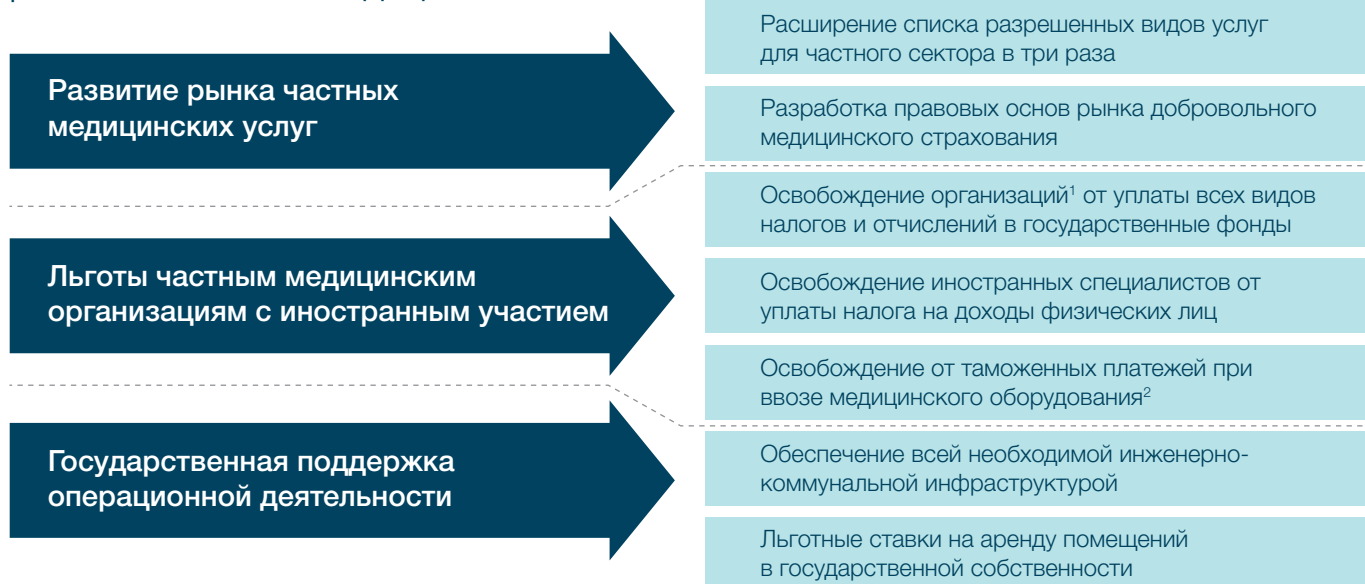 Развитие рынка частных
медицинских услуг
Расширение списка разрешенных видов услуг
для частного сектора в три раза
Разработка правовых основ рынка добровольного
медицинского страхования
Льготы частным медицинским
организациям с иностранным участием
Освобождение организаций¹ от уплаты всех видов
налогов и отчислений в государственные фонды
Освобождение иностранных специалистов от
уплаты налога на доходы физических лиц
Освобождение от таможенных платежей при
ввозе медицинского оборудования²
Государственная поддержка
операционной деятельности
Обеспечение всей необходимой инженерно-
коммунальной инфраструктурой
Льготные ставки на аренду помещений
в государственной собственности